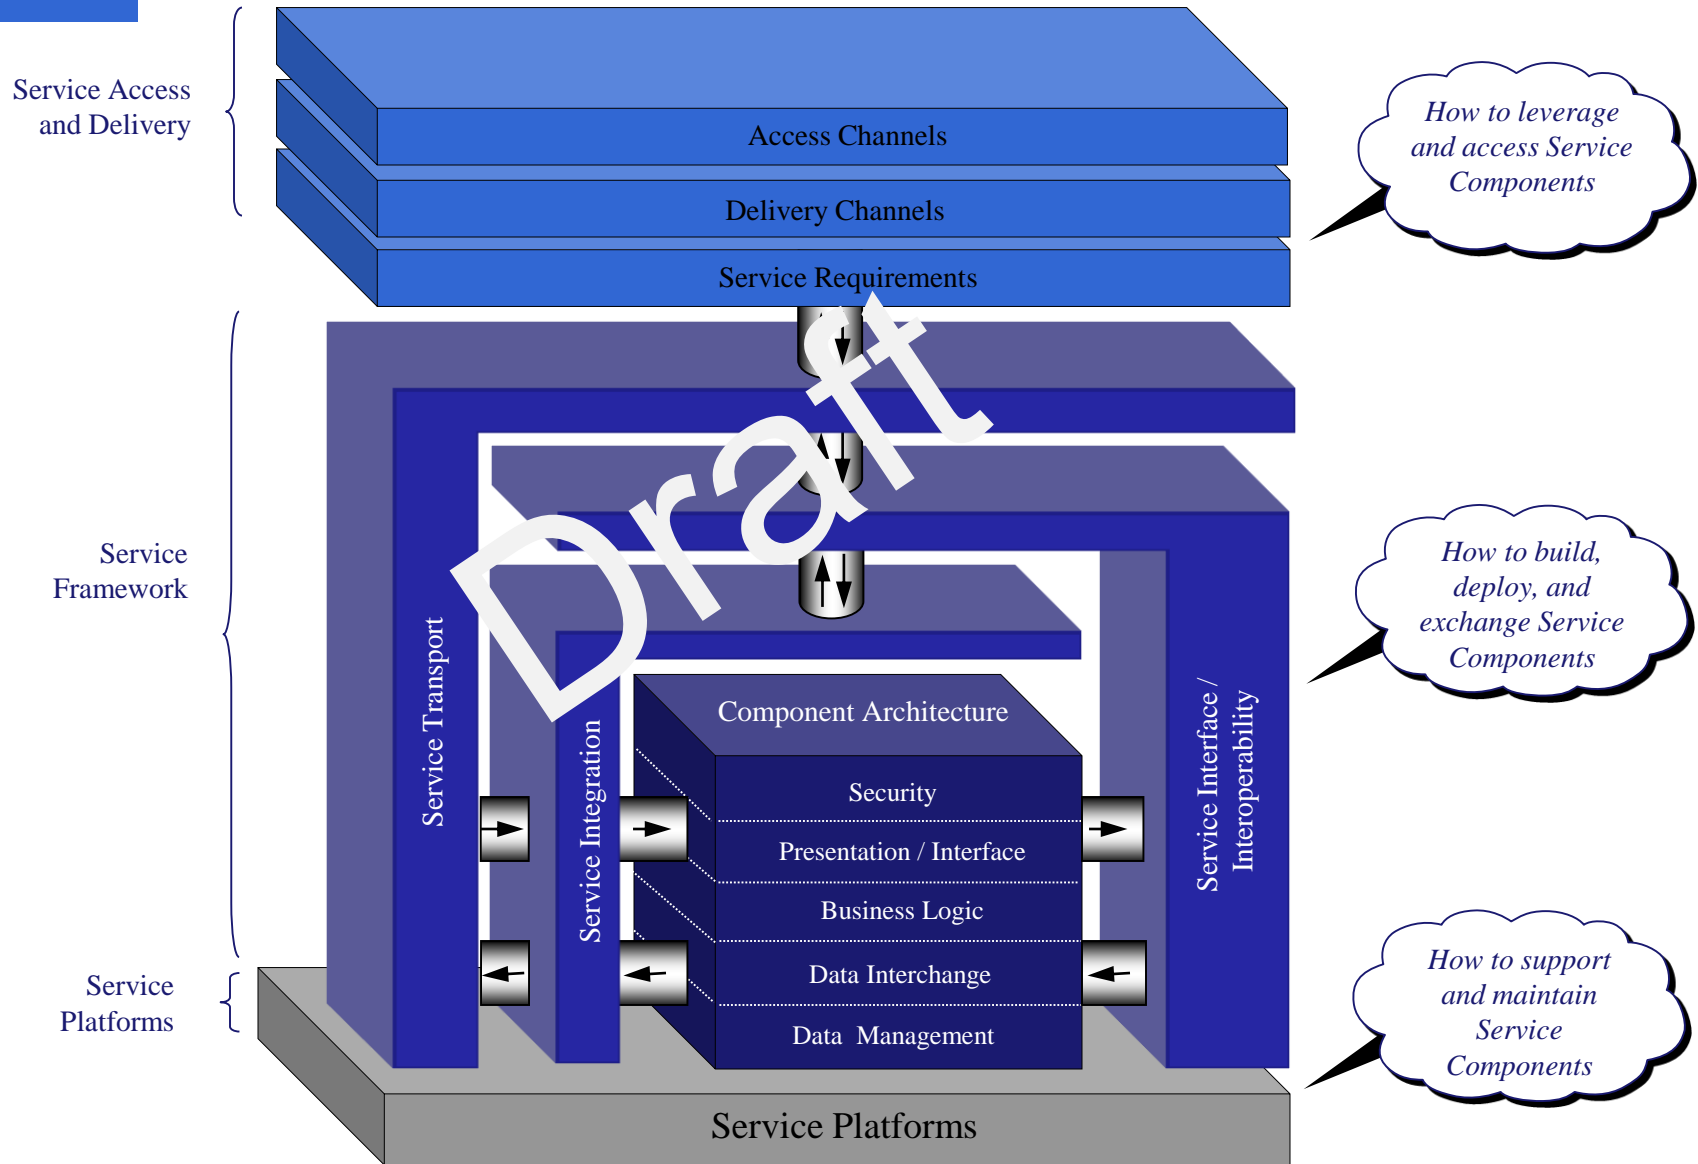 Service Access
and Delivery
Access Channels
Delivery Channels
Service Requirements
How to leverage
and access Service
Components
Draft
Service
Framework
Service Transport
Service Integration
Component Architecture
Security
Presentation / Interface
Business Logic
Data Interchange
Data Management
Service Interface /
Interoperability
How to build,
deploy, and
exchange Service
Components
Service
Platforms
Service Platforms
How to support
and maintain
Service
Components